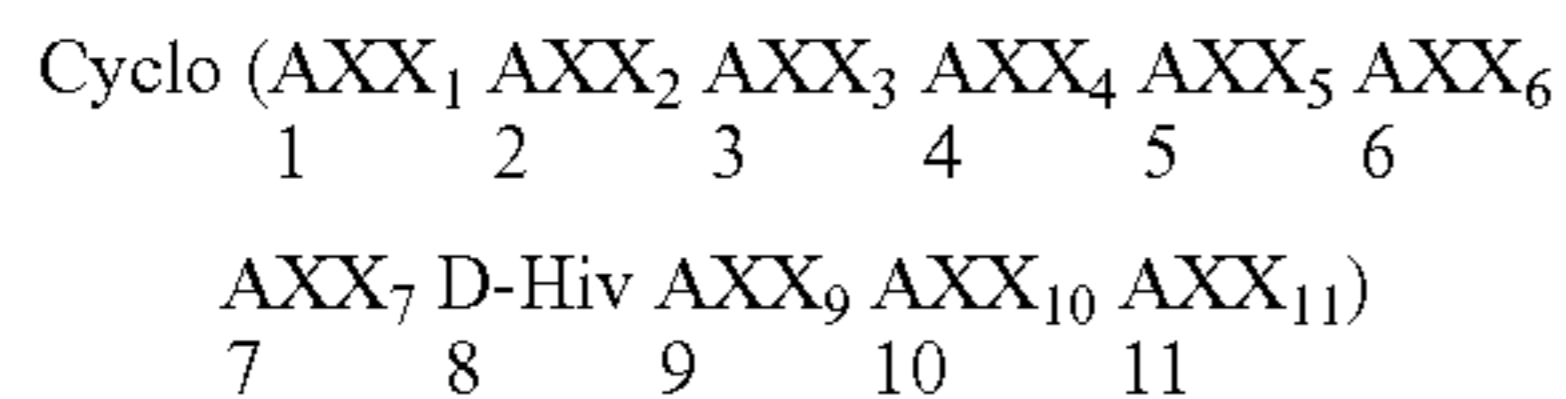 Cyclo (AXX₁ AXX₂ AXX₃ AXX₄ AXX₅ AXX₆
1 2 3 4 5 6
AXX₇ D-Hiv AXX₉ AXX₁₀ AXX₁₁)
7 8 9 10 11